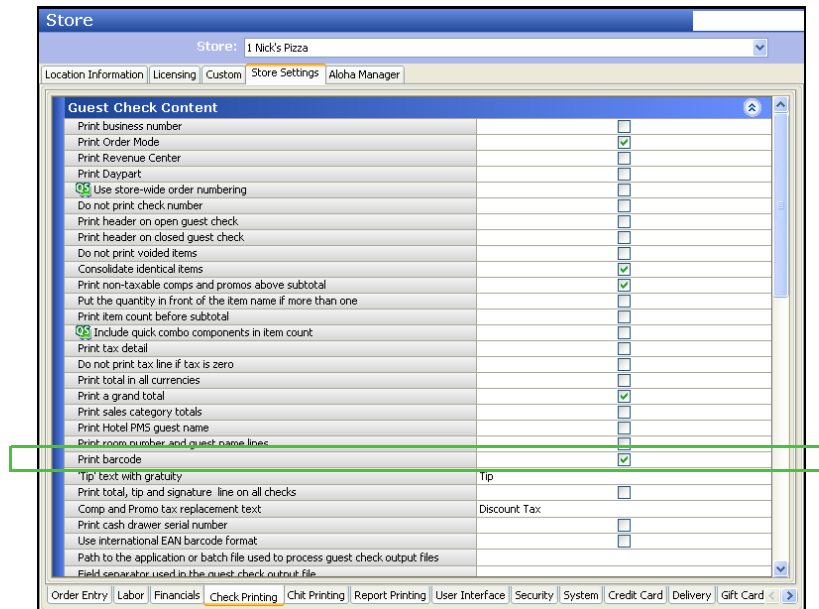 Store
Store: 1 Nick's Pizza
Location Information Licensing Custom Store Settings Aloha Manager
Guest Check Content
Print business number
Print Order Mode
Print Revenue Center
Print Daypart
QS Use store-wide order numbering
Do not print check number
Print header on open guest check
Print header on closed guest check
Do not print voided items
Consolidate identical items
Print non-taxable comps and promos above subtotal
Put the quantity in front of the item name if more than one
Print item count before subtotal
QS Include quick combo components in item count
Print tax detail
Do not print tax line if tax is zero
Print total in all currencies
Print a grand total
Print sales category totals
Print Hotel PMS guest name
Print room number and guest name lines
Print barcode
'Tip' text with gratuity Tip
Print total, tip and signature line on all checks
Comp and Promo tax replacement text Discount Tax
Print cash drawer serial number
Use international EAN barcode format
Path to the application or batch file used to process guest check output files
Field separator used in the guest check output file
Order Entry Labor Financials Check Printing Chit Printing Report Printing User Interface Security System Credit Card Delivery Gift Card